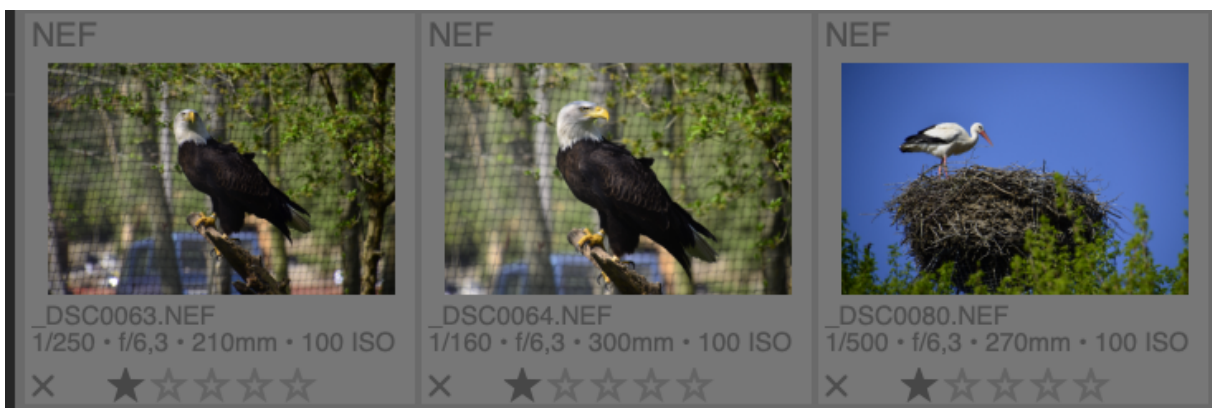 NEF
NEF
NEF
_DSC0063.NEF
1/250 • f/6,3 • 210mm • 100 ISO
_DSC0064.NEF
1/160 • f/6,3 • 300mm • 100 ISO
_DSC0080.NEF
1/500 • f/6,3 • 270mm • 100 ISO